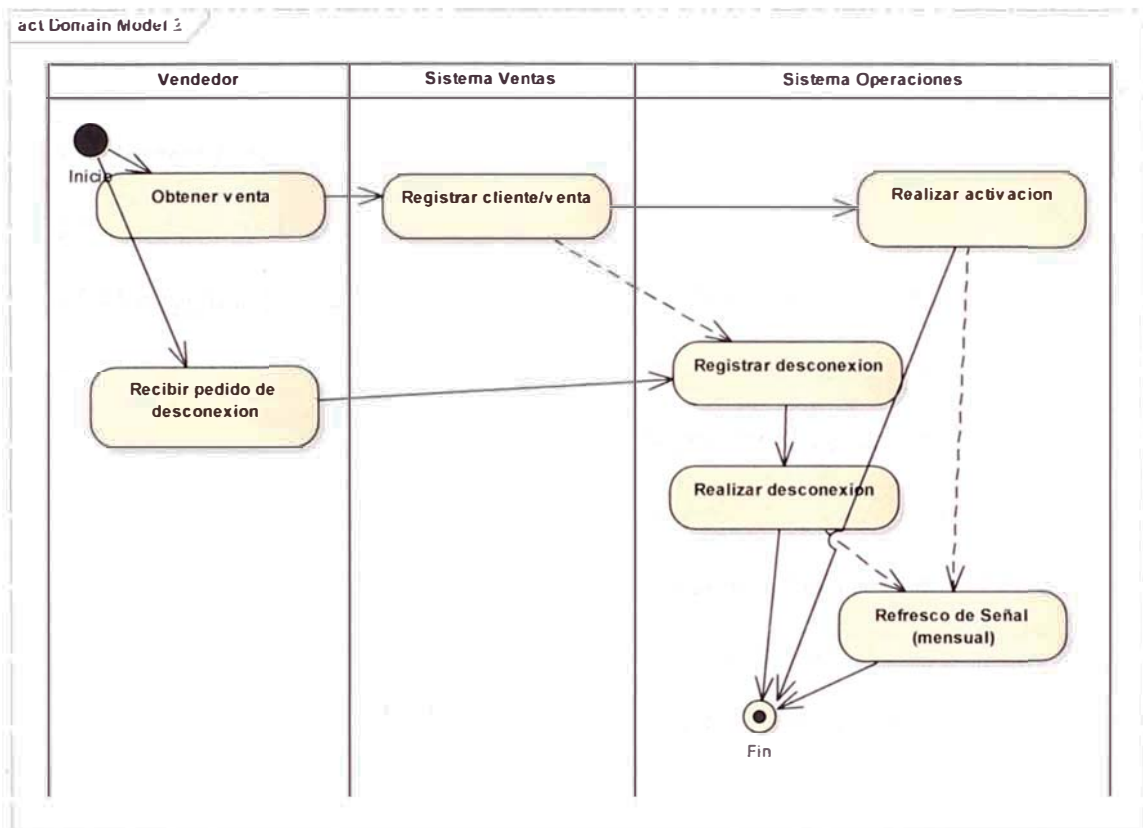 act Domain Model 2
Vendedor
Sistema Ventas
Sistema Operaciones
Inicio
Obtener venta
Registrar cliente/venta
Realizar activacion
Recibir pedido de
desconexion
Registrar desconexion
Realizar desconexion
Refresco de Señal
(mensual)
Fin